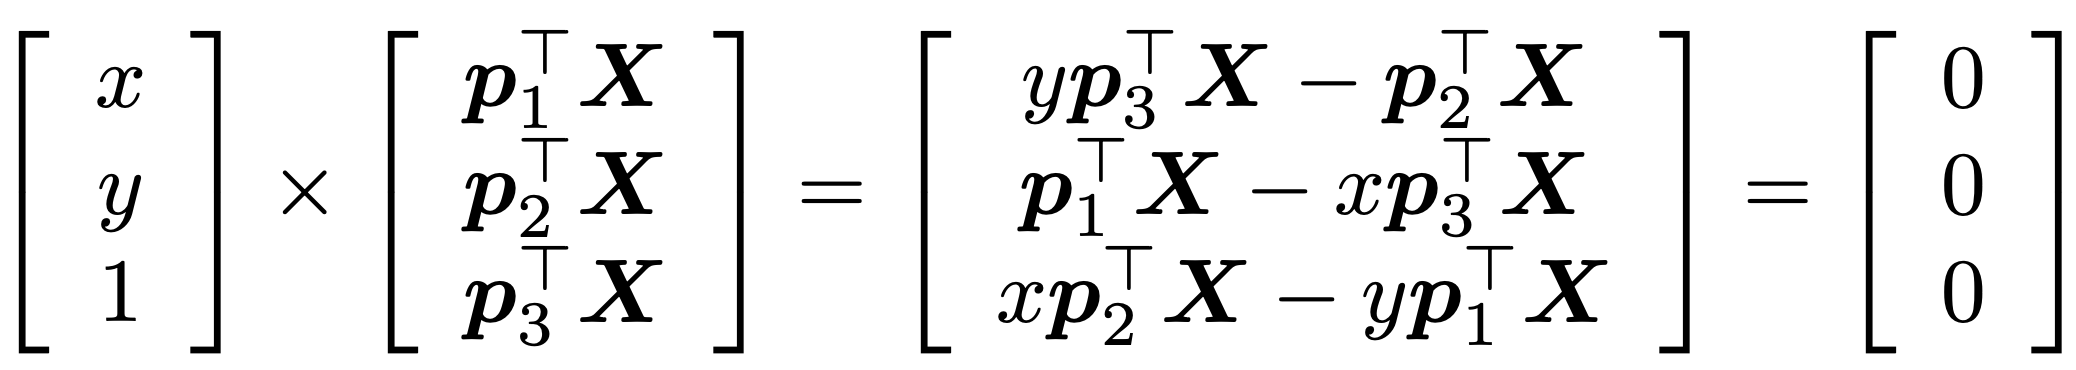 [ x ] × [ p₁ᵀX ] = [ yp₃ᵀX − p₂ᵀX ] = [ 0 ]
[ y ] [ p₂ᵀX ] [ p₁ᵀX − xp₃ᵀX ] [ 0 ]
[ 1 ] [ p₃ᵀX ] [ xp₂ᵀX − yp₁ᵀX ] [ 0 ]